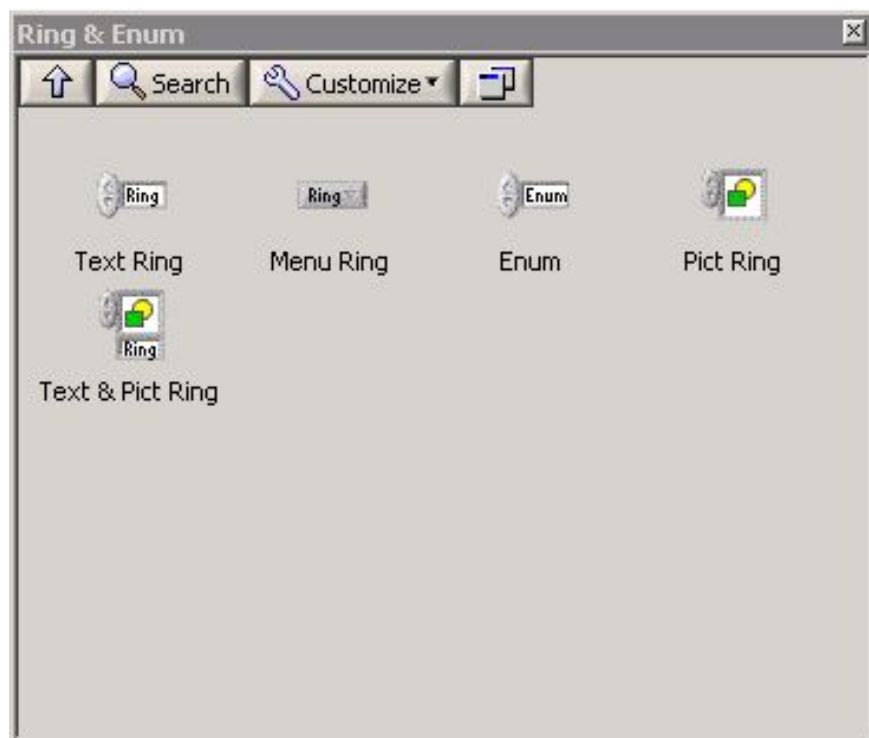 Ring & Enum
Search Customize
Ring Ring Enum
Text Ring Menu Ring Enum Pict Ring
Ring
Text & Pict Ring